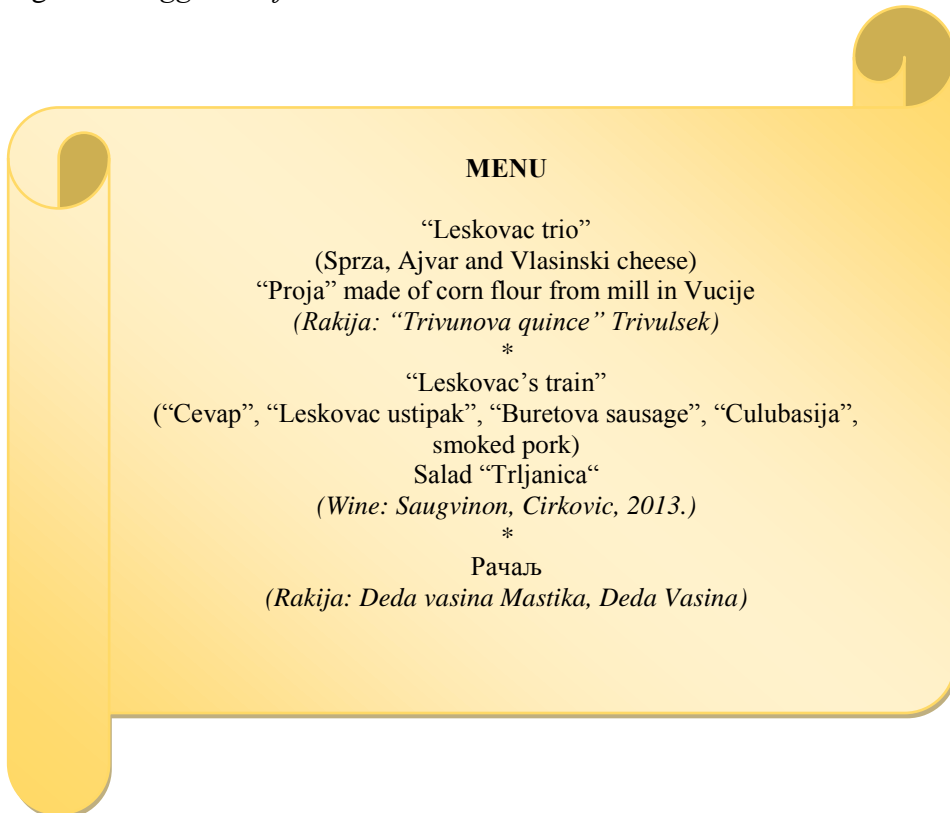 MENU
“Leskovac trio”
(Sprza, Ajvar and Vlasinski cheese)
“Proja” made of corn flour from mill in Vucije
(Rakija: “Trivunova quince” Trivulsek)
*
“Leskovac’s train”
(“Cevap”, “Leskovac ustipak”, “Buretova sausage”, “Culubasija”,
smoked pork)
Salad “Trljanica“
(Wine: Saugvinon, Cirkovic, 2013.)
*
Рачаљ
(Rakija: Deda vasina Mastika, Deda Vasina)